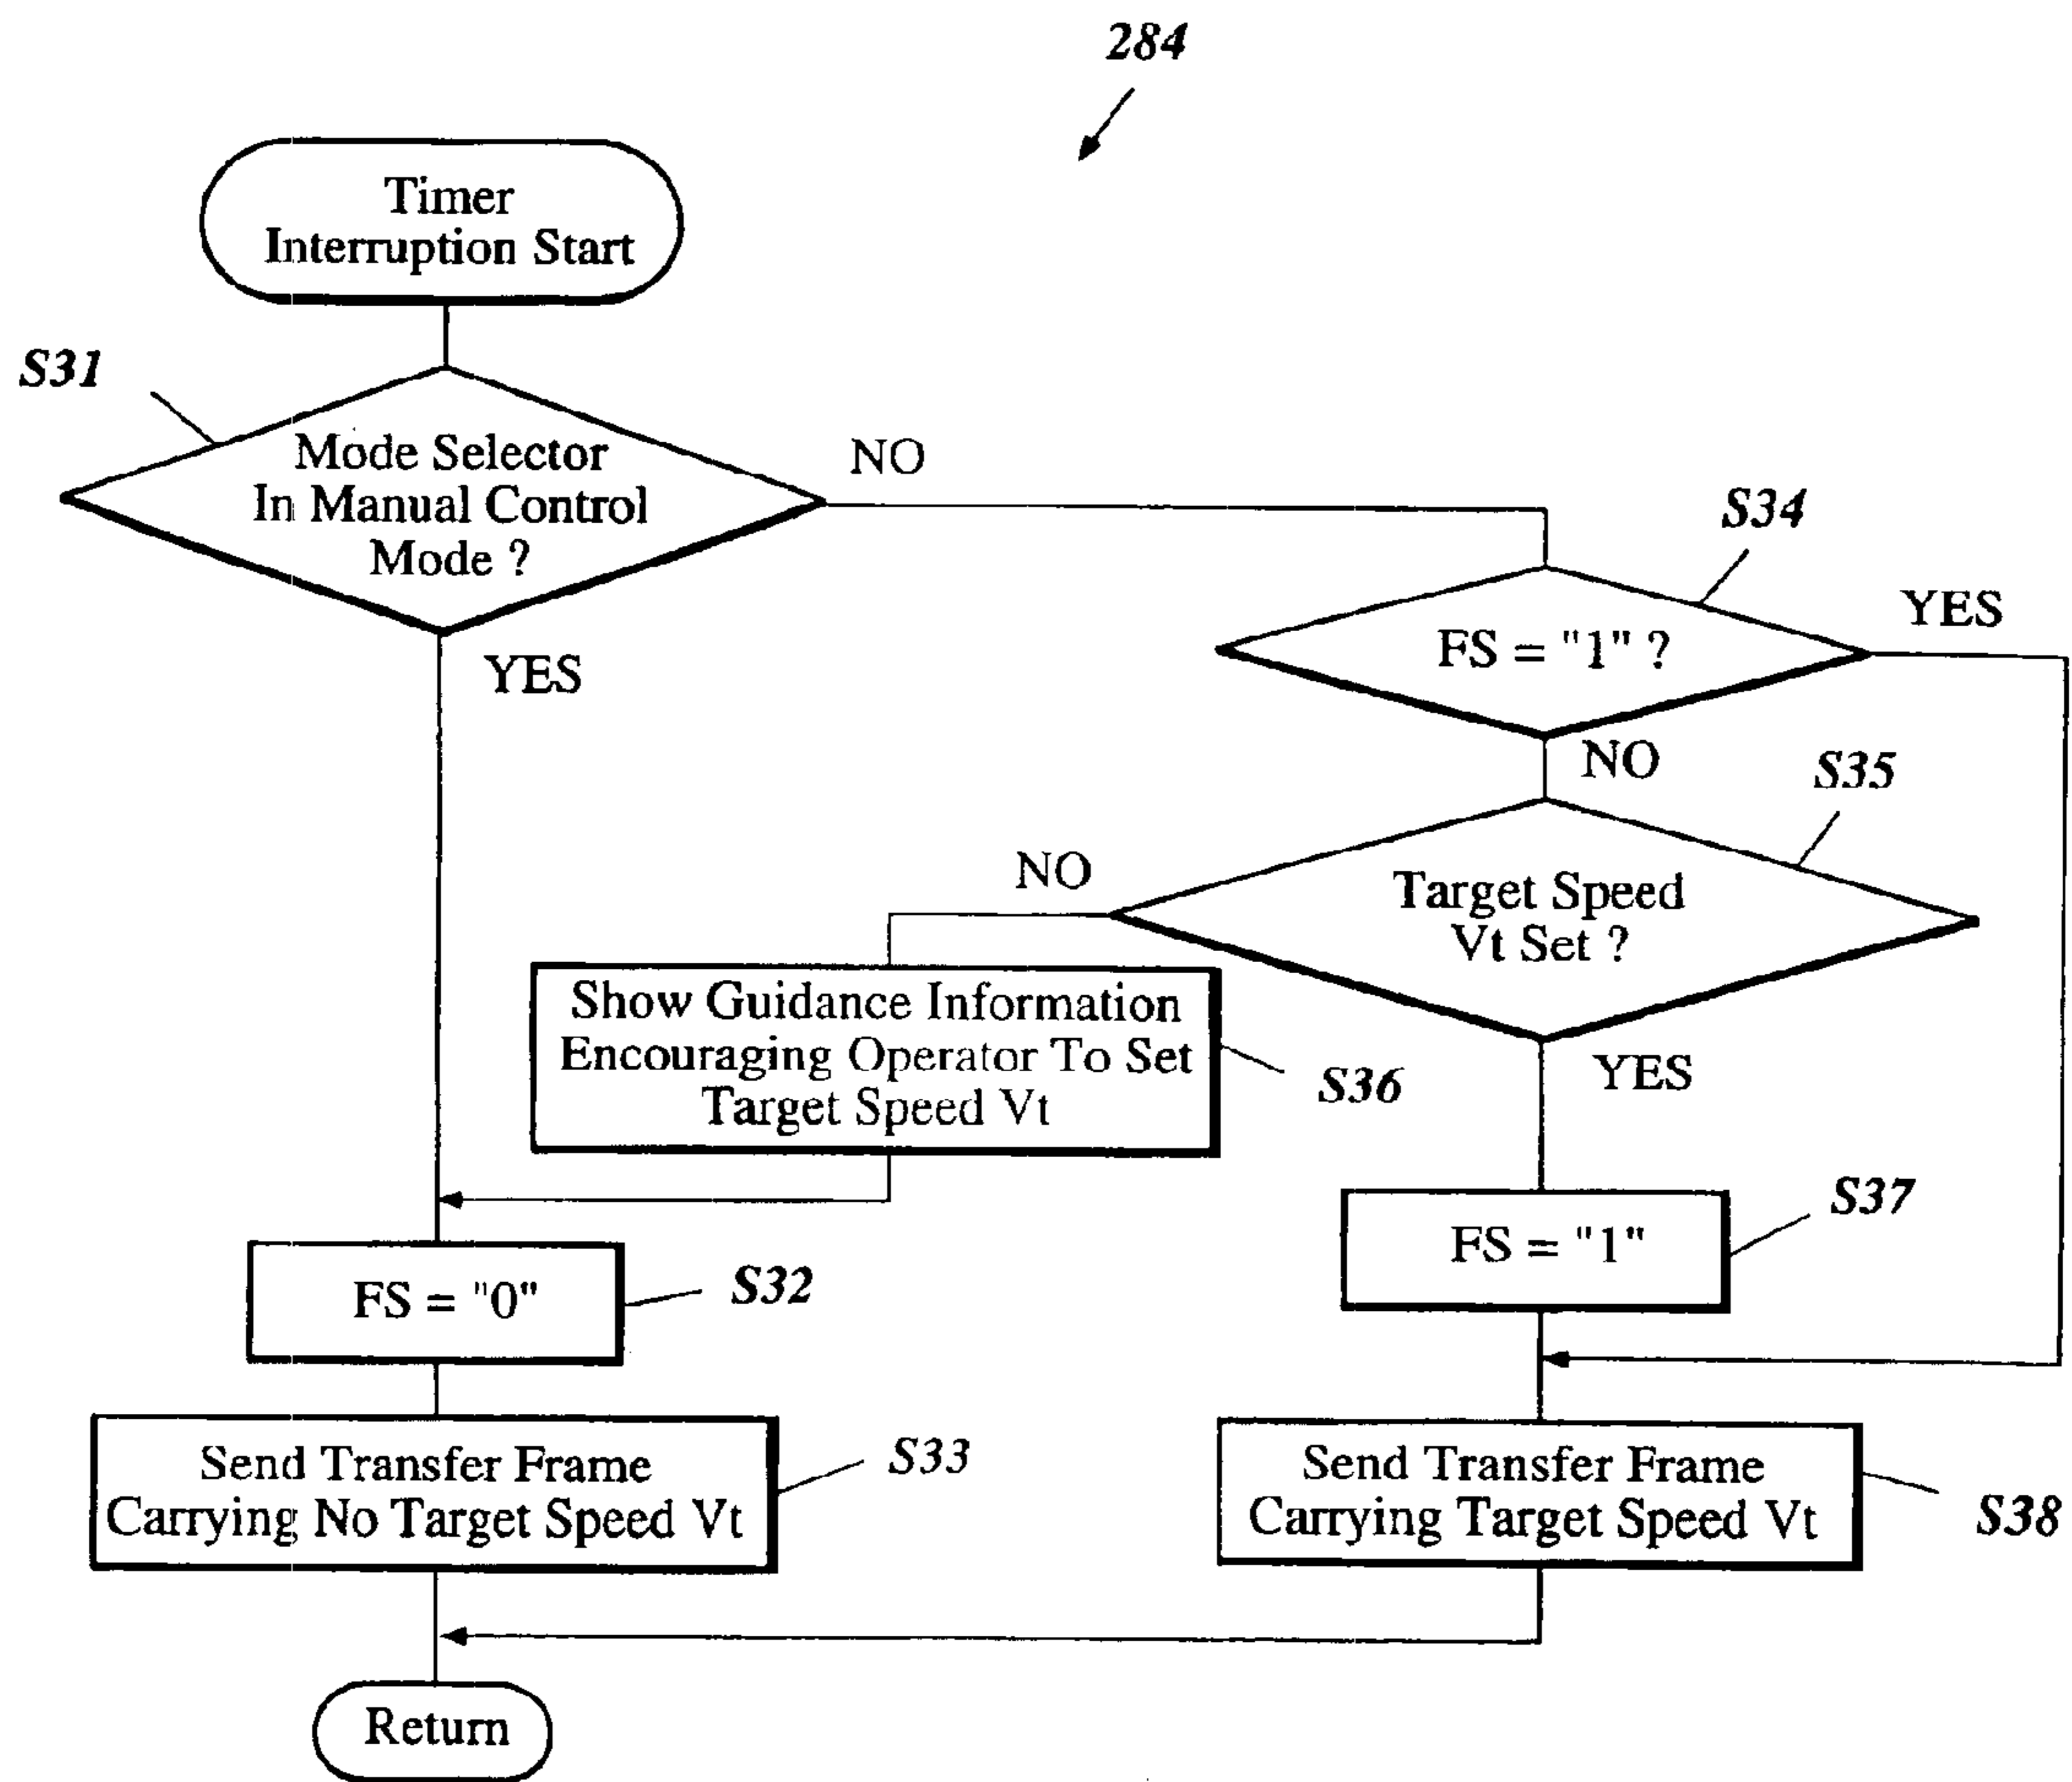 284
Timer
Interruption Start
S31
Mode Selector
In Manual Control
Mode ?
NO
YES
S34
FS = "1" ?
YES
NO
S35
Target Speed
Vt Set ?
NO
YES
Show Guidance Information
Encouraging Operator To Set
Target Speed Vt
S36
S37
FS = "1"
FS = "0"
S32
Send Transfer Frame
Carrying No Target Speed Vt
S33
Send Transfer Frame
Carrying Target Speed Vt
S38
Return